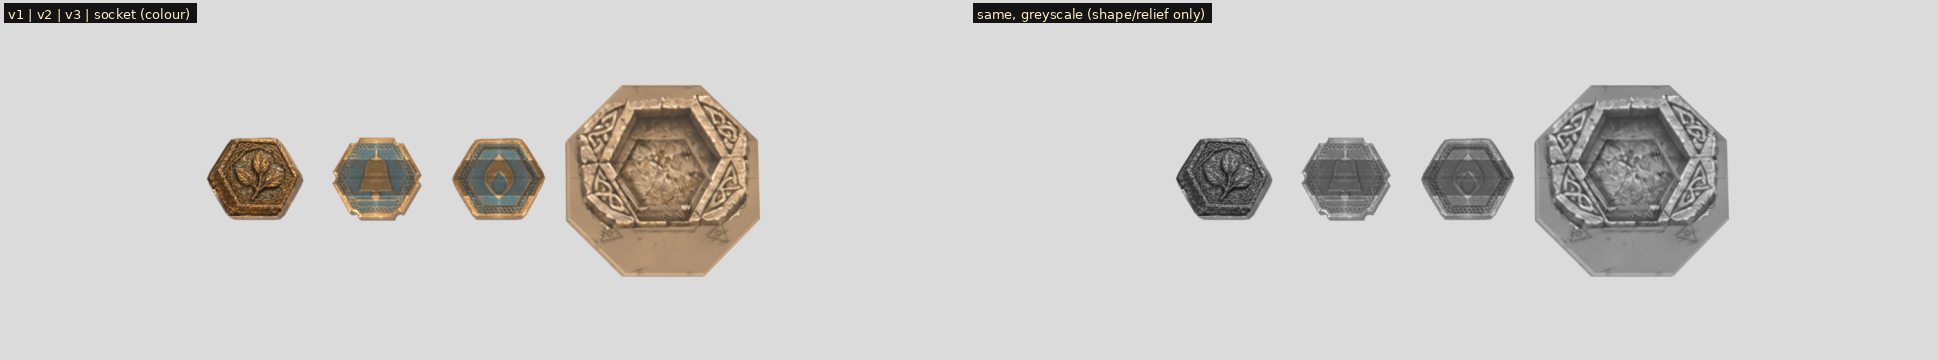 v1 | v2 | v3 | socket (colour)
same, greyscale (shape/relief only)